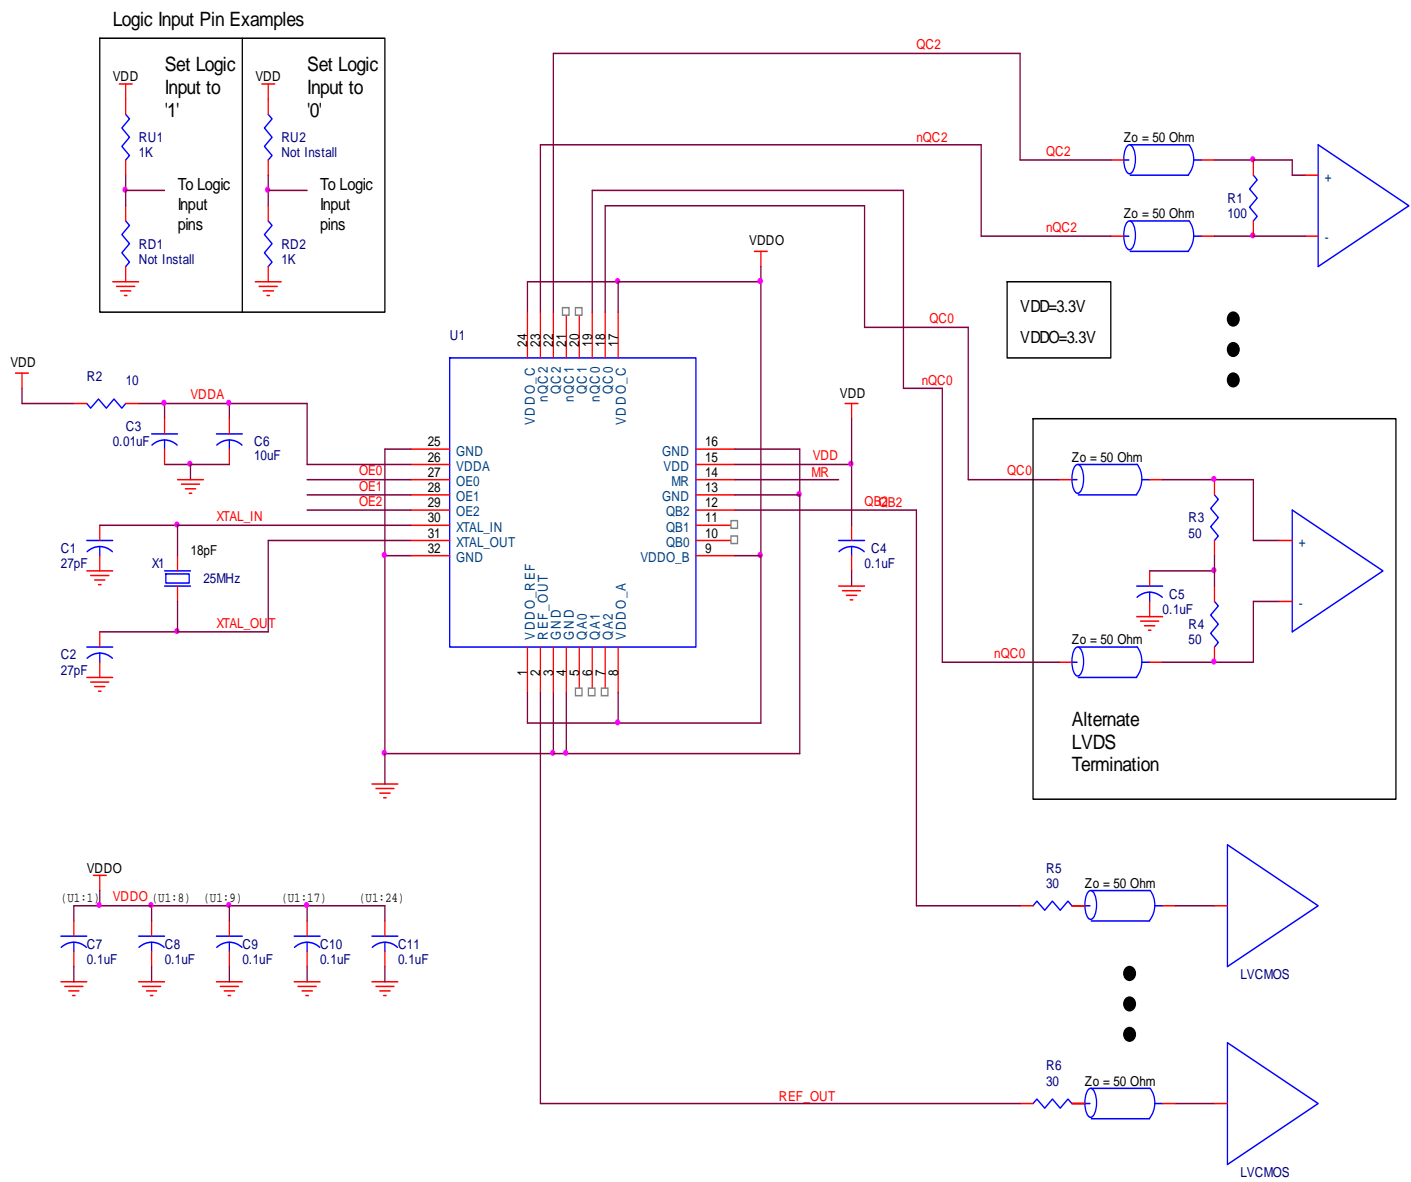 Logic Input Pin Examples
VDD
Set Logic
Input to
'1'
RU1
1K
To Logic
Input
pins
RD1
Not Install
VDD
Set Logic
Input to
'0'
RU2
Not Install
To Logic
Input
pins
RD2
1K
QC2
nQC2
QC2
Zo = 50 Ohm
nQC2
Zo = 50 Ohm
R1
100
+
-
VDDO
VDD=3.3V
VDDO=3.3V
QC0
nQC0
U1
24
23
22
21
20
19
18
17
VDDO_C
nQC2
QC2
nQC1
QC1
nQC0
QC0
VDDO_C
VDD
R2
10
VDDA
C3
0.01uF
C6
10uF
OE0
OE1
OE2
25
26
27
28
29
30
31
32
GND
VDDA
OE0
OE1
OE2
XTAL_IN
XTAL_OUT
GND
GND
VDD
MR
GND
QB2
QB1
QB0
VDDO_B
16
15
14
13
12
11
10
9
VDD
MR
QB2
QB2
VDD
C4
0.1uF
XTAL_IN
C1
27pF
X1
18pF
25MHz
XTAL_OUT
C2
27pF
VDDO_REF
REF_OUT
GND
GND
QA0
QA1
QA2
VDDO_A
1
2
3
4
5
6
7
8
QC0
Zo = 50 Ohm
R3
50
C5
0.1uF
R4
50
+
-
nQC0
Zo = 50 Ohm
Alternate
LVDS
Termination
VDDO
(U1:1)
VDDO
(U1:8)
(U1:9)
(U1:17)
(U1:24)
C7
0.1uF
C8
0.1uF
C9
0.1uF
C10
0.1uF
C11
0.1uF
R5
30
Zo = 50 Ohm
LVCMOS
REF_OUT
R6
30
Zo = 50 Ohm
LVCMOS